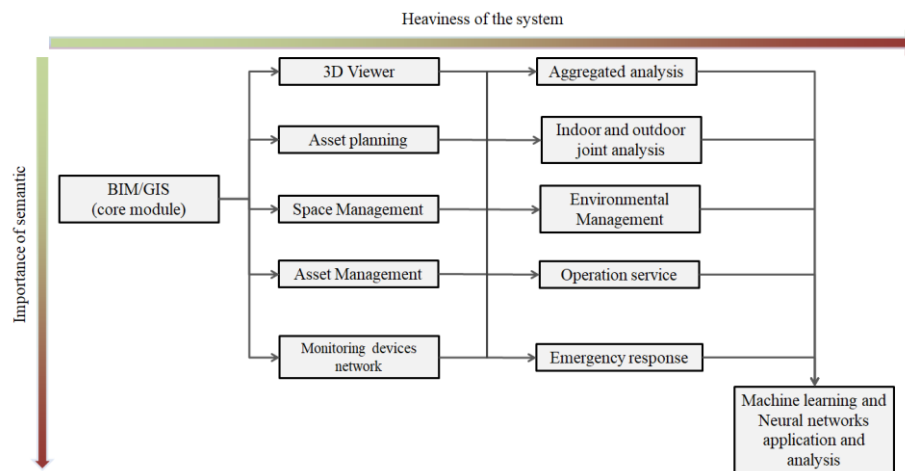 Heaviness of the system
Importance of semantic
BIM/GIS
(core module)
3D Viewer
Asset planning
Space Management
Asset Management
Monitoring devices
network
Aggregated analysis
Indoor and outdoor
joint analysis
Environmental
Management
Operation service
Emergency response
Machine learning and
Neural networks
application and
analysis